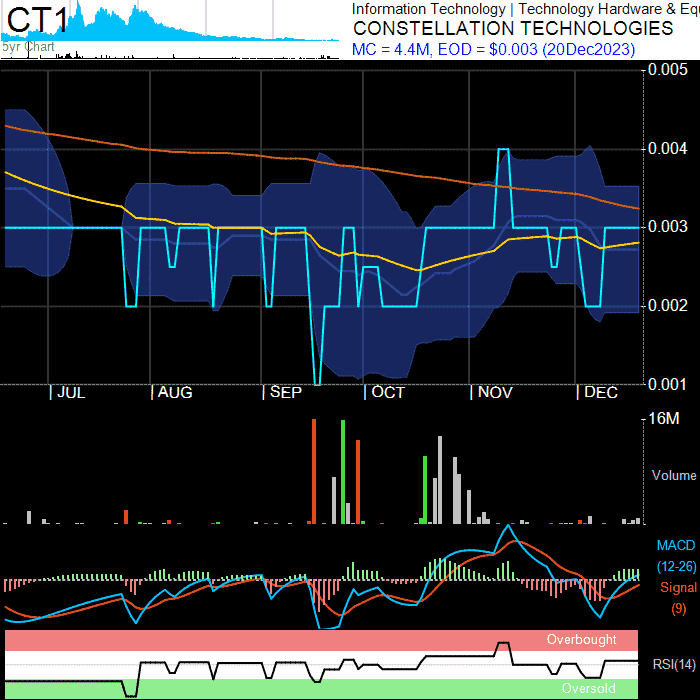 CT1
5yr Chart
Information Technology | Technology Hardware & Equ
CONSTELLATION TECHNOLOGIES
MC = 4.4M, EOD = $0.003 (20Dec2023)
0.005
0.004
0.003
0.002
0.001
| JUL | AUG | SEP | OCT | NOV | DEC
16M
Volume
MACD
(12-26)
Signal
(9)
Overbought
RSI(14)
Oversold